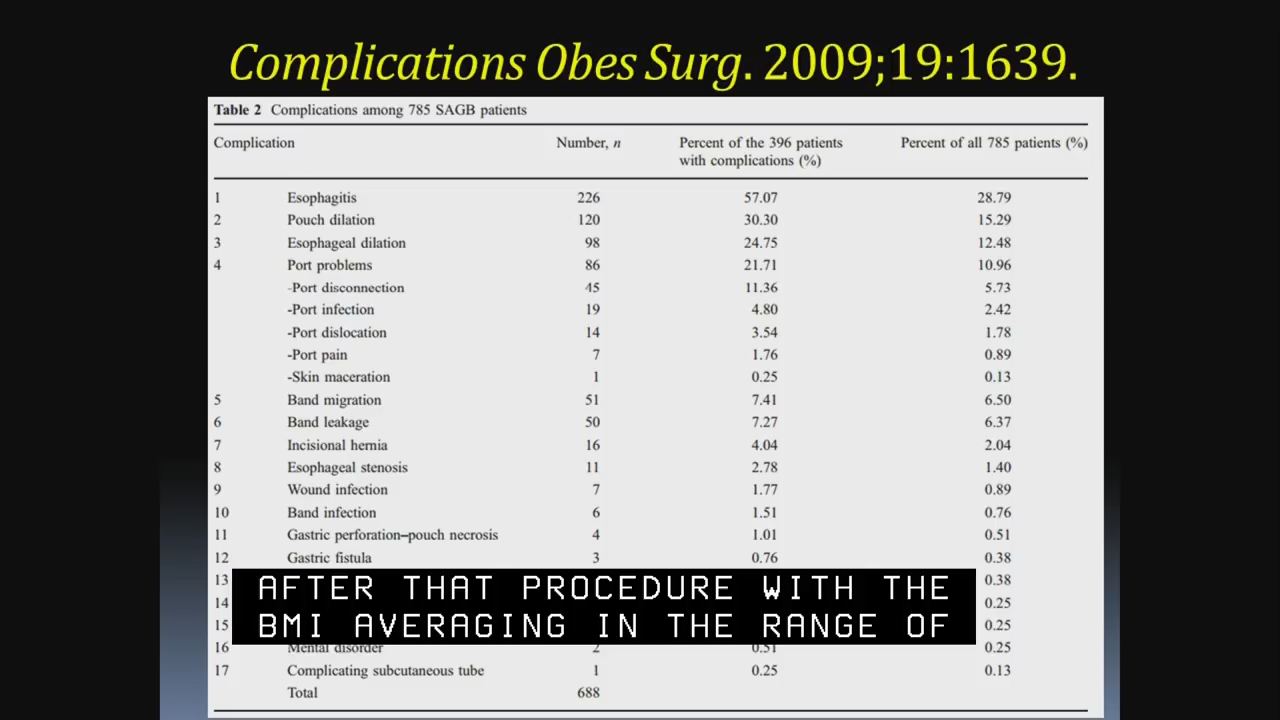 Complications Obes Surg. 2009;19:1639.
Table 2 Complications among 785 SAGB patients
Complication Number, n Percent of the 396 patients with complications (%) Percent of all 785 patients (%)
1 Esophagitis 226 57.07 28.79
2 Pouch dilation 120 30.30 15.29
3 Esophageal dilation 98 24.75 12.48
4 Port problems 86 21.71 10.96
-Port disconnection 45 11.36 5.73
-Port infection 19 4.80 2.42
-Port dislocation 14 3.54 1.78
-Port pain 7 1.76 0.89
-Skin maceration 1 0.25 0.13
5 Band migration 51 7.41 6.50
6 Band leakage 50 7.27 6.37
7 Incisional hernia 16 4.04 2.04
8 Esophageal stenosis 11 2.78 1.40
9 Wound infection 7 1.77 0.89
10 Band infection 6 1.51 0.76
11 Gastric perforation–pouch necrosis 4 1.01 0.51
12 Gastric fistula 3 0.76 0.38
13 0.38
14 0.25
15 0.25
AFTER THAT PROCEDURE WITH THE
BMI AVERAGING IN THE RANGE OF
16 Mental disorder 2 0.51 0.25
17 Complicating subcutaneous tube 1 0.25 0.13
Total 688